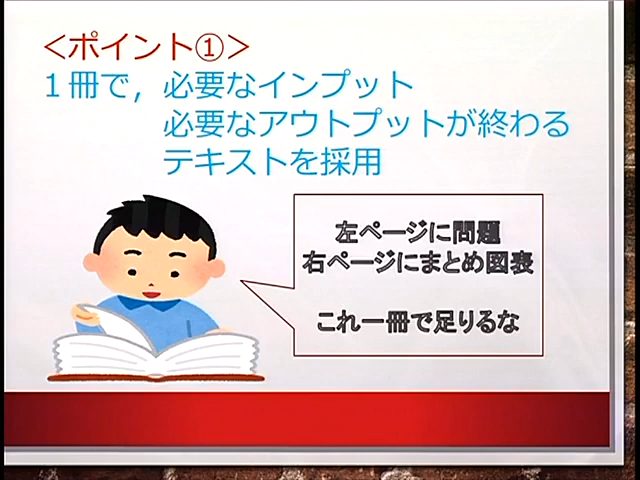 ＜ポイント①＞
１冊で，必要なインプット
必要なアウトプットが終わる
テキストを採用
左ページに問題
右ページにまとめ図表
これ一冊で足りるな